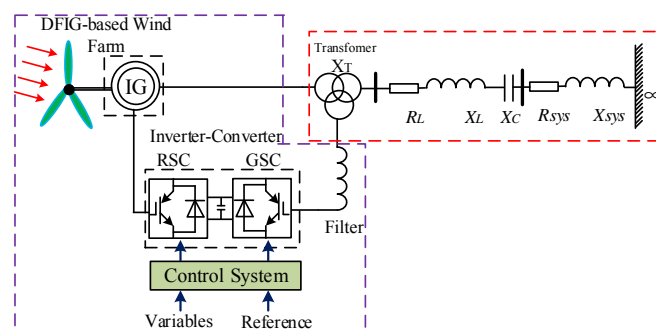 DFIG-based Wind
Farm
IG
Transfomer
XT
RL
XL
XC
Rsys
Xsys
∞
Inverter-Converter
RSC
GSC
Filter
Control System
Variables
Reference